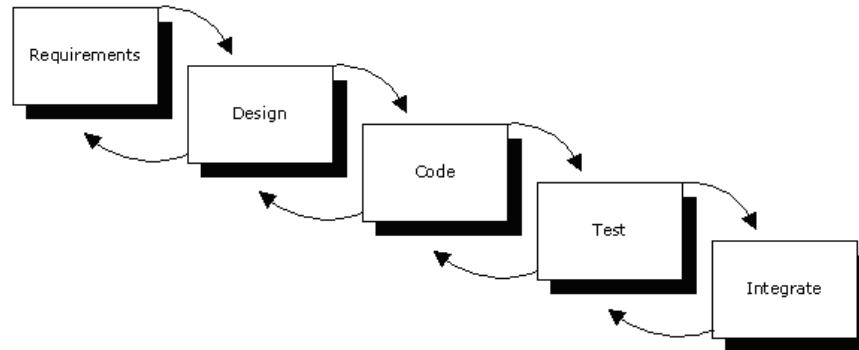 Requirements
Design
Code
Test
Integrate